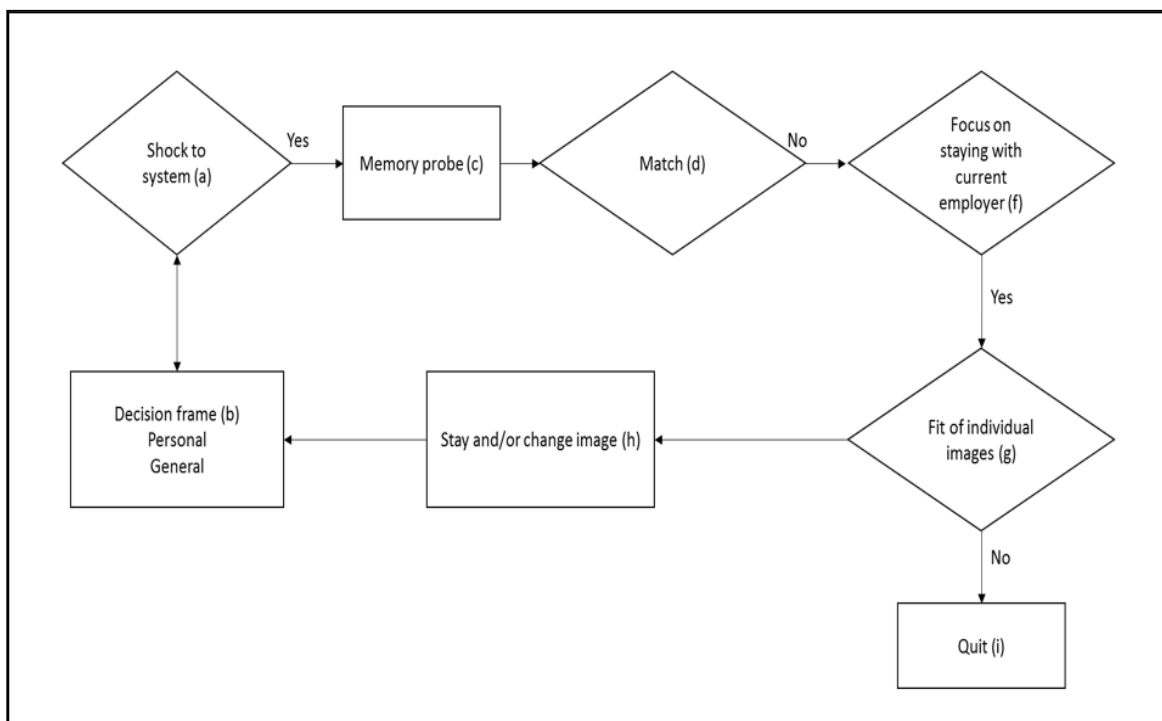 Shock to
system (a)
Yes
Memory probe (c)
Match (d)
No
Focus on
staying with
current
employer (f)
Yes
Decision frame (b)
Personal
General
Stay and/or change image (h)
Fit of individual
images (g)
No
Quit (i)